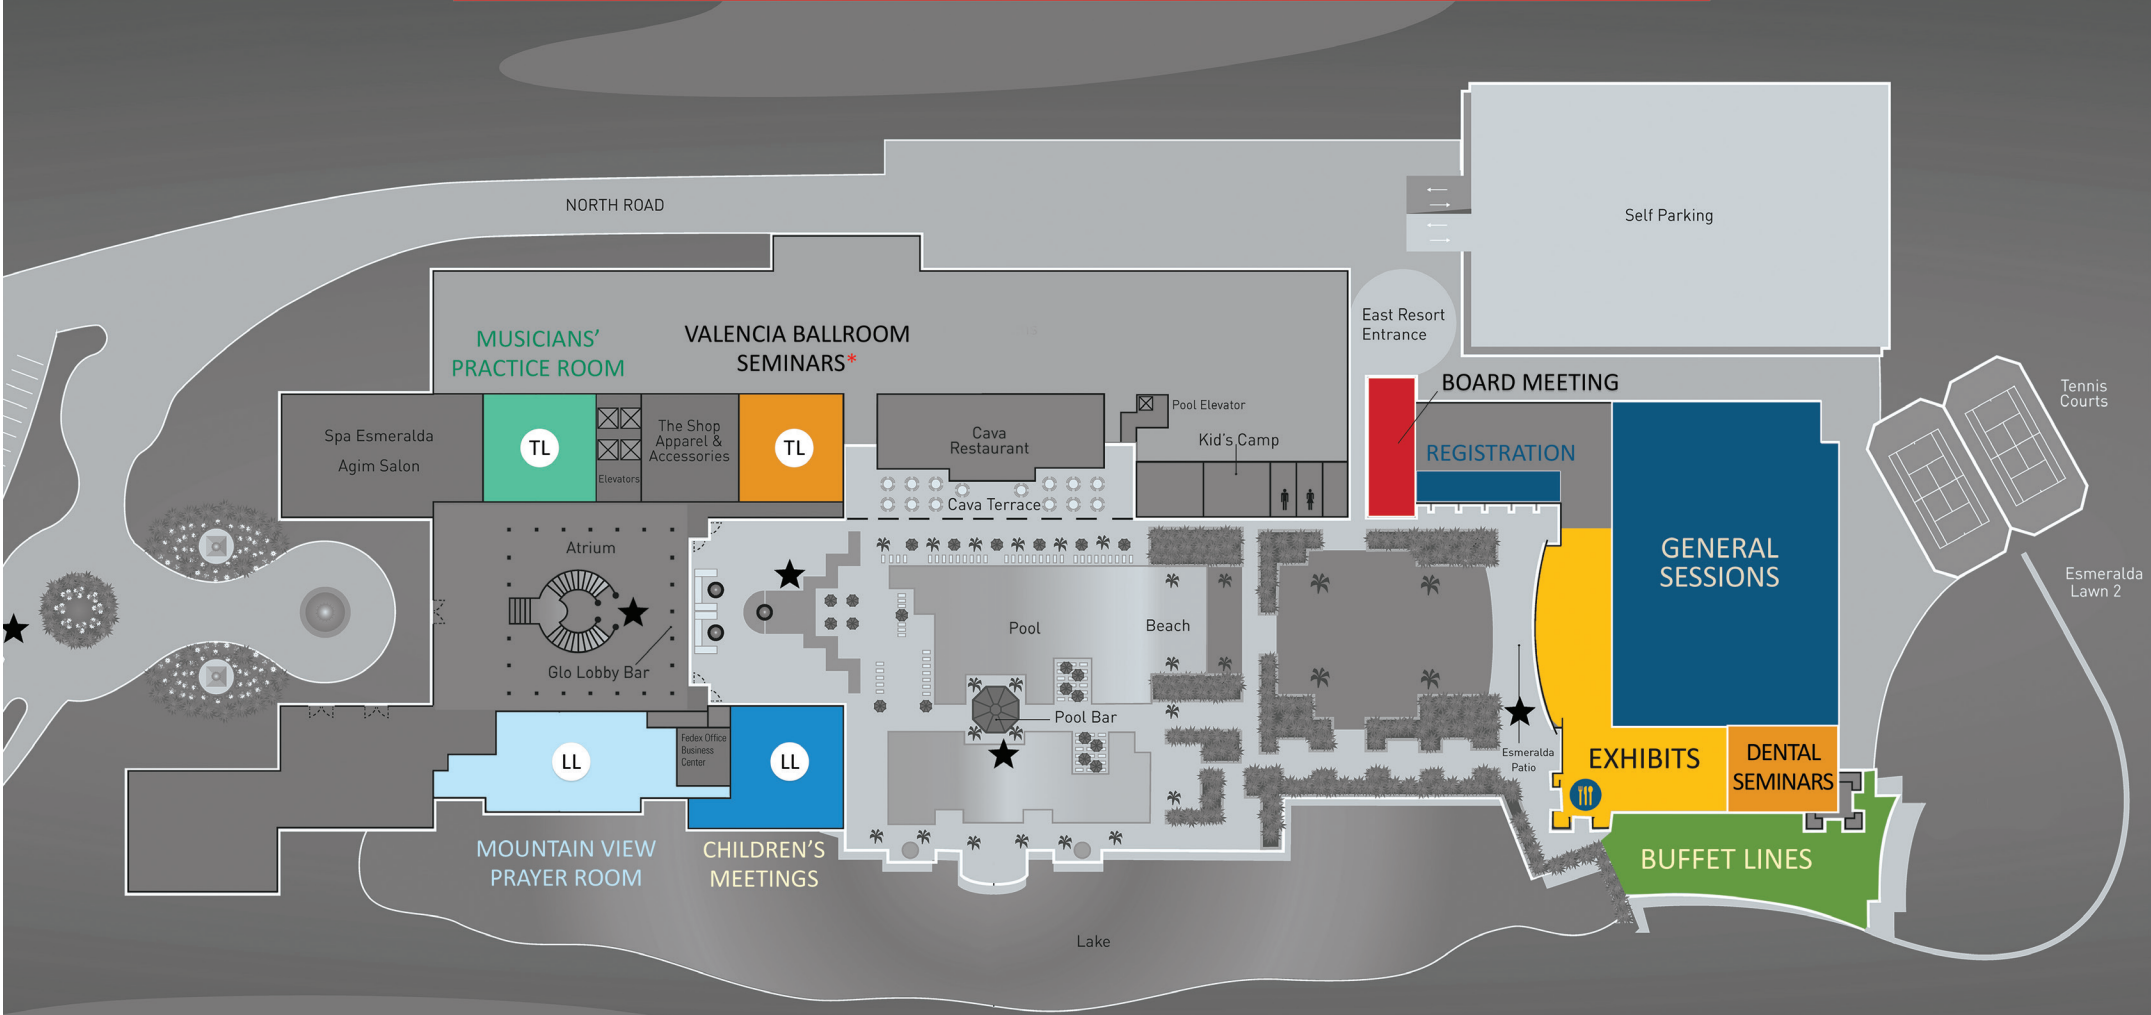 NORTH ROAD
Self Parking
East Resort
Entrance
MUSICIANS’
PRACTICE ROOM
VALENCIA BALLROOM
SEMINARS*
BOARD MEETING
Tennis
Courts
Pool Elevator
Kid's Camp
Spa Esmeralda
Agim Salon
TL
Elevators
The Shop
Apparel &
Accessories
TL
Cava
Restaurant
REGISTRATION
Cava Terrace
Atrium
GENERAL
SESSIONS
Esmeralda
Lawn 2
Pool
Beach
Glo Lobby Bar
Pool Bar
Fedex Office
Business
Center
LL
LL
Esmeralda
Patio
EXHIBITS
DENTAL
SEMINARS
MOUNTAIN VIEW
PRAYER ROOM
CHILDREN’S
MEETINGS
BUFFET LINES
Lake